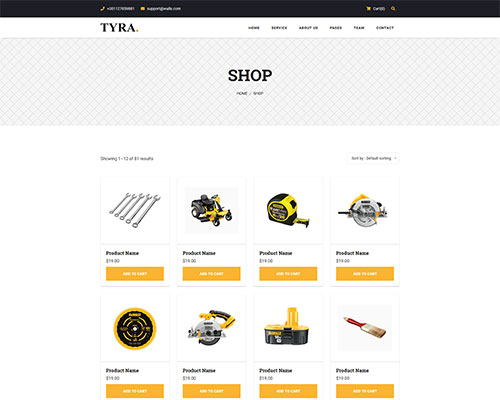 +001127859881 support@wally.com Cart(0)
TYRA.
HOME SERVICE ABOUT US PAGES TEAM CONTACT
SHOP
HOME / SHOP
Showing 1–12 of 81 results
Sort by : Default sorting
Product Name Product Name Product Name Product Name
$19.00 $19.00 $19.00 $19.00
ADD TO CART ADD TO CART ADD TO CART ADD TO CART
Product Name Product Name Product Name Product Name
$19.00 $19.00 $19.00 $19.00
ADD TO CART ADD TO CART ADD TO CART ADD TO CART